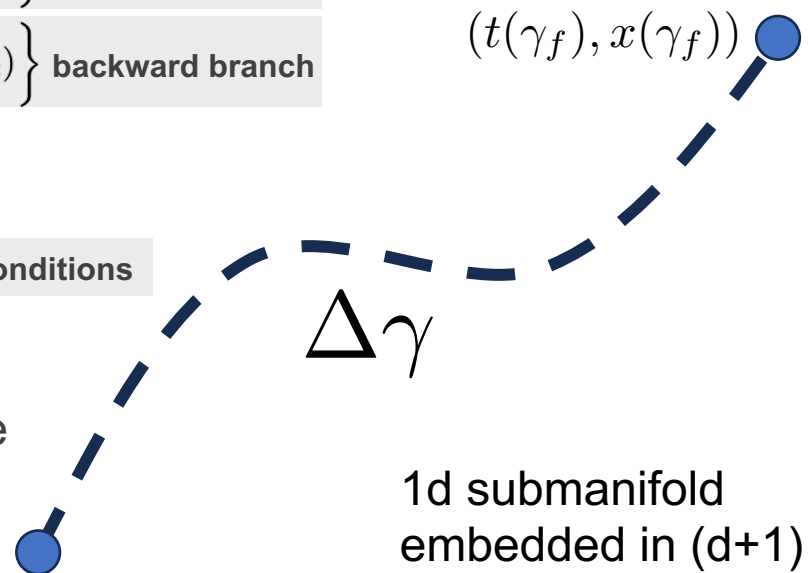 (t(γ_f), x(γ_f))
) } backward branch
onditions
Δγ
e
1d submanifold
embedded in (d+1)